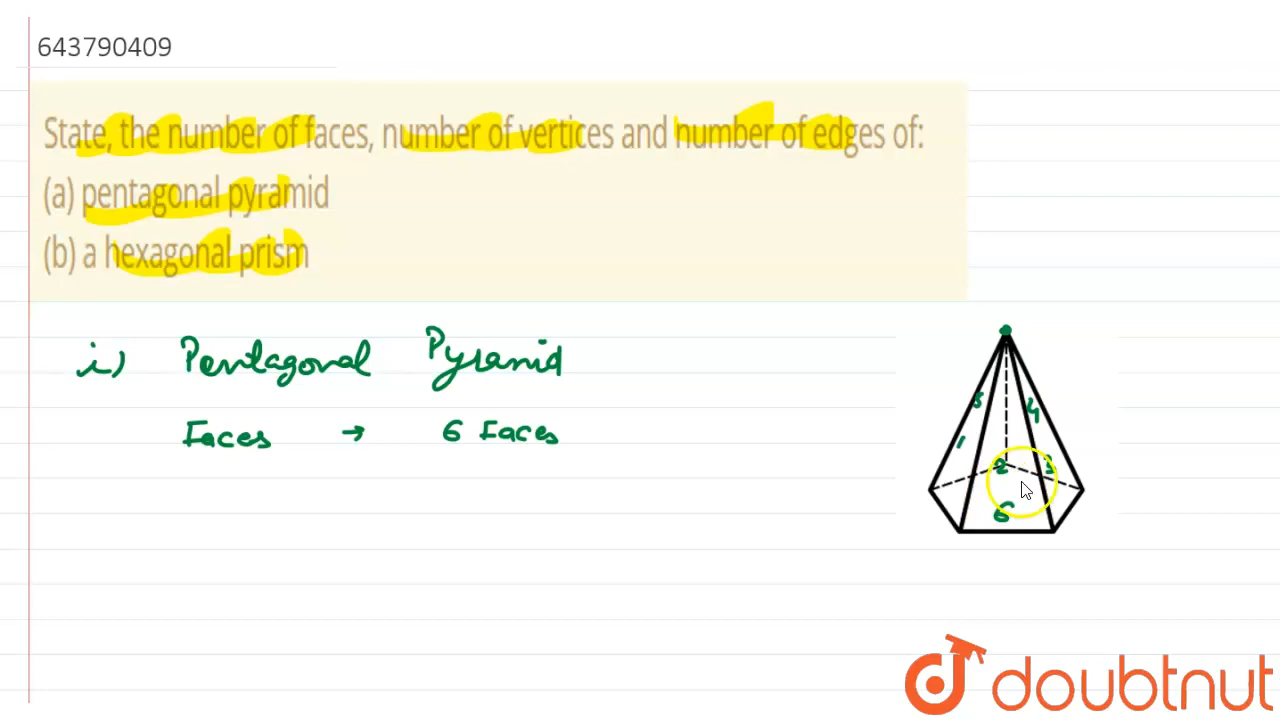 643790409
State, the number of faces, number of vertices and number of edges of:
(a) pentagonal pyramid
(b) a hexagonal prism
i) Pentagonal Pyramid
Faces → 6 Faces
5 4
1
2 3
6
doubtnut